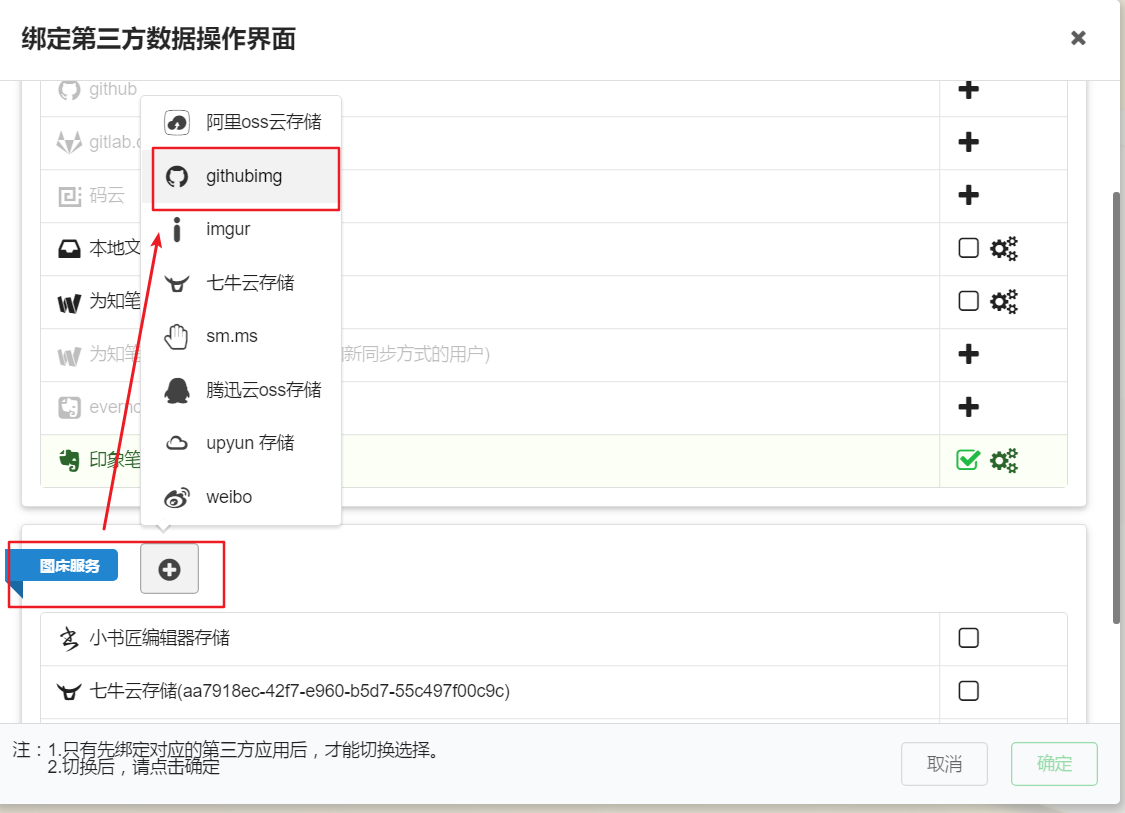 绑定第三方数据操作界面
github
阿里oss云存储
gitlab.c
githubimg
码云
imgur
本地文
七牛云存储
为知笔
sm.ms
为知笔
新同步方式的用户)
腾迅云oss存储
everno
upyun 存储
印象笔
weibo
图床服务
小书匠编辑器存储
七牛云存储(aa7918ec-42f7-e960-b5d7-55c497f00c9c)
注：1.只有先绑定对应的第三方应用后，才能切换选择。
2.切换后，请点击确定
取消
确定